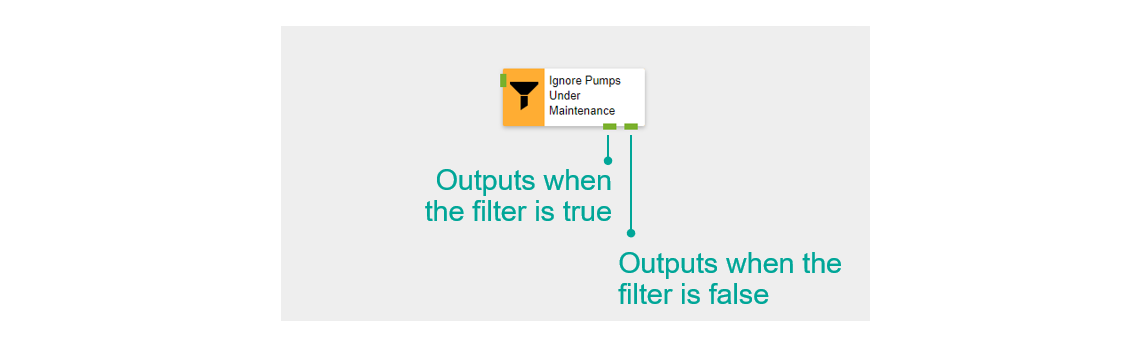 Ignore Pumps
Under
Maintenance
Outputs when
the filter is true
Outputs when the
filter is false